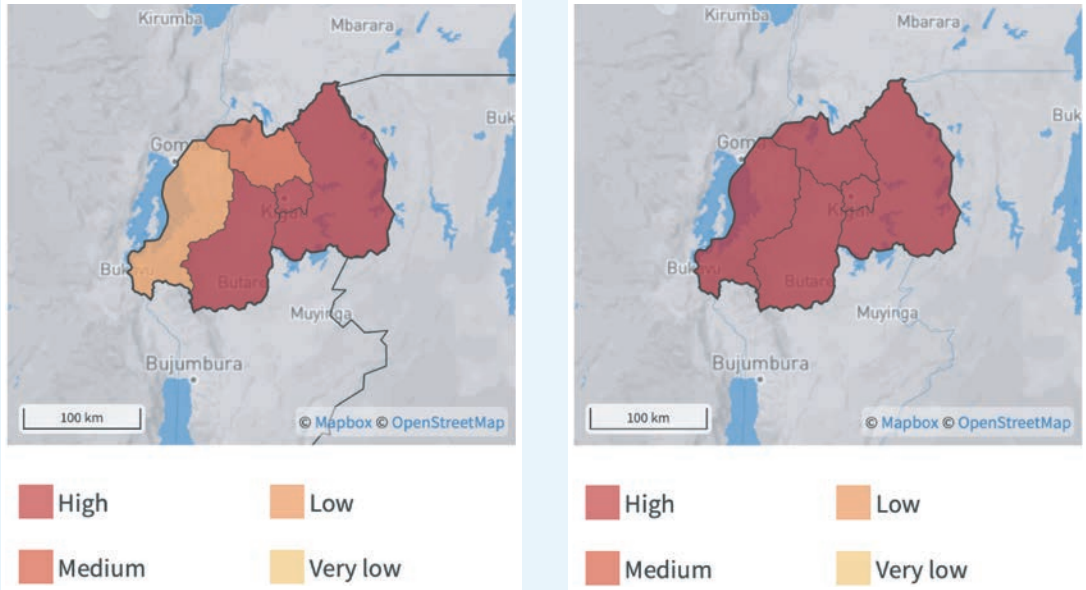 Kirumba
Mbarara
Buk
Goma
Kigali
Bukavu
Butare
Muyinga
Bujumbura
100 km
© Mapbox © OpenStreetMap
High
Low
Medium
Very low
Kirumba
Mbarara
Buk
Goma
Kigali
Bukavu
Butare
Muyinga
Bujumbura
100 km
© Mapbox © OpenStreetMap
High
Low
Medium
Very low